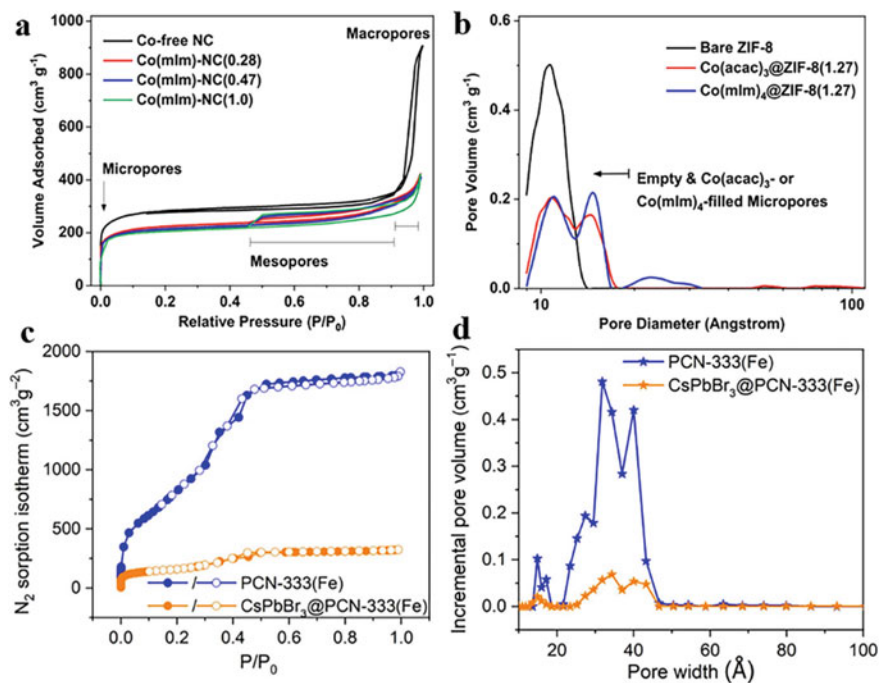 a
1000
800
600
400
200
0
Volume Adsorbed (cm³ g⁻¹)
Co-free NC
Co(mIm)-NC(0.28)
Co(mIm)-NC(0.47)
Co(mIm)-NC(1.0)
Macropores
Micropores
Mesopores
0.0 0.2 0.4 0.6 0.8 1.0
Relative Pressure (P/P₀)
b
0.6
0.4
0.2
0.0
Pore Volume (cm³ g⁻¹)
Bare ZIF-8
Co(acac)₃@ZIF-8(1.27)
Co(mIm)₄@ZIF-8(1.27)
Empty & Co(acac)₃- or
Co(mIm)₄-filled Micropores
10 100
Pore Diameter (Angstrom)
c
2000
1750
1500
1000
500
0
N₂ sorption isotherm (cm³g⁻²)
/ PCN-333(Fe)
/ CsPbBr₃@PCN-333(Fe)
0.0 0.2 0.4 0.6 0.8 1.0
P/P₀
d
0.5
0.4
0.3
0.2
0.1
0.0
Incremental pore volume (cm³g⁻¹)
PCN-333(Fe)
CsPbBr₃@PCN-333(Fe)
20 40 60 80 100
Pore width (Å)